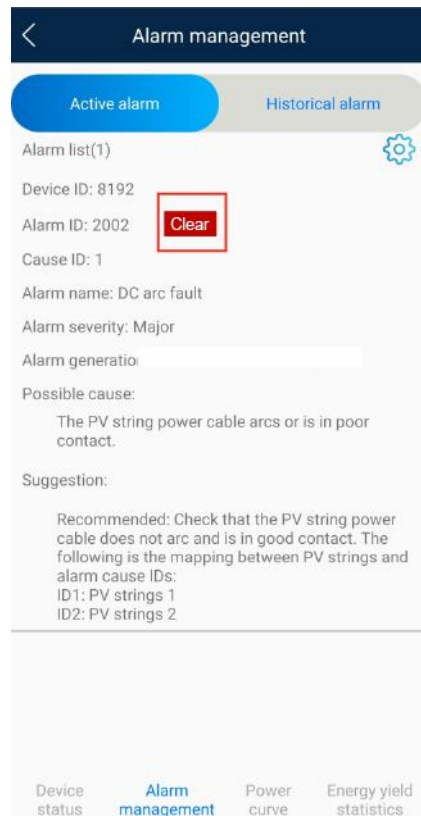 Alarm management
Active alarm
Historical alarm
Alarm list(1)
Device ID: 8192
Alarm ID: 2002
Clear
Cause ID: 1
Alarm name: DC arc fault
Alarm severity: Major
Alarm generatio
Possible cause:
The PV string power cable arcs or is in poor
contact.
Suggestion:
Recommended: Check that the PV string power
cable does not arc and is in good contact. The
following is the mapping between PV strings and
alarm cause IDs:
ID1: PV strings 1
ID2: PV strings 2
Device
status
Alarm
management
Power
curve
Energy yield
statistics